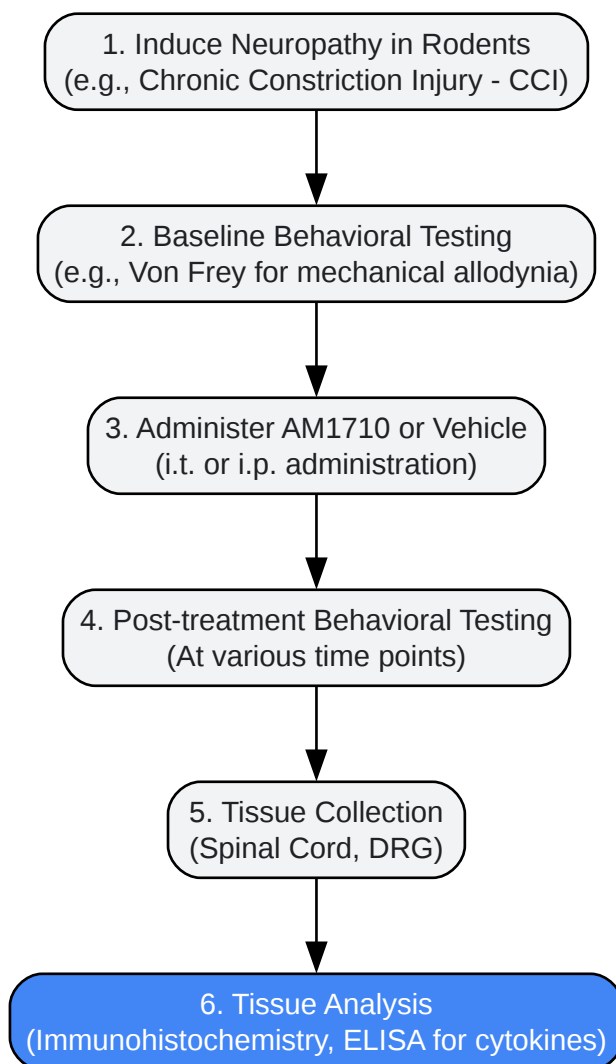 1. Induce Neuropathy in Rodents
(e.g., Chronic Constriction Injury - CCI)
2. Baseline Behavioral Testing
(e.g., Von Frey for mechanical allodynia)
3. Administer AM1710 or Vehicle
(i.t. or i.p. administration)
4. Post-treatment Behavioral Testing
(At various time points)
5. Tissue Collection
(Spinal Cord, DRG)
6. Tissue Analysis
(Immunohistochemistry, ELISA for cytokines)